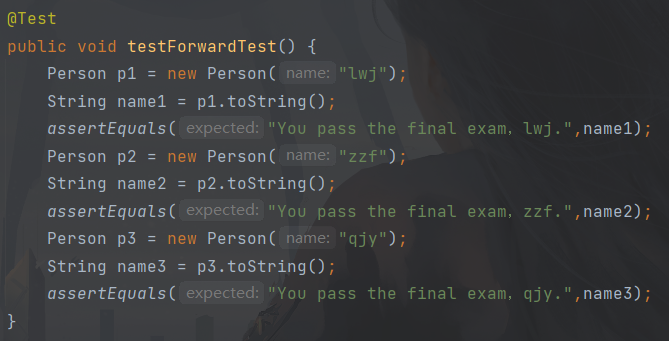 @Test
public void testForwardTest() {
Person p1 = new Person( name: "lwj");
String name1 = p1.toString();
assertEquals( expected: "You pass the final exam，lwj.",name1);
Person p2 = new Person( name: "zzf");
String name2 = p2.toString();
assertEquals( expected: "You pass the final exam，zzf.",name2);
Person p3 = new Person( name: "qjy");
String name3 = p3.toString();
assertEquals( expected: "You pass the final exam，qjy.",name3);
}